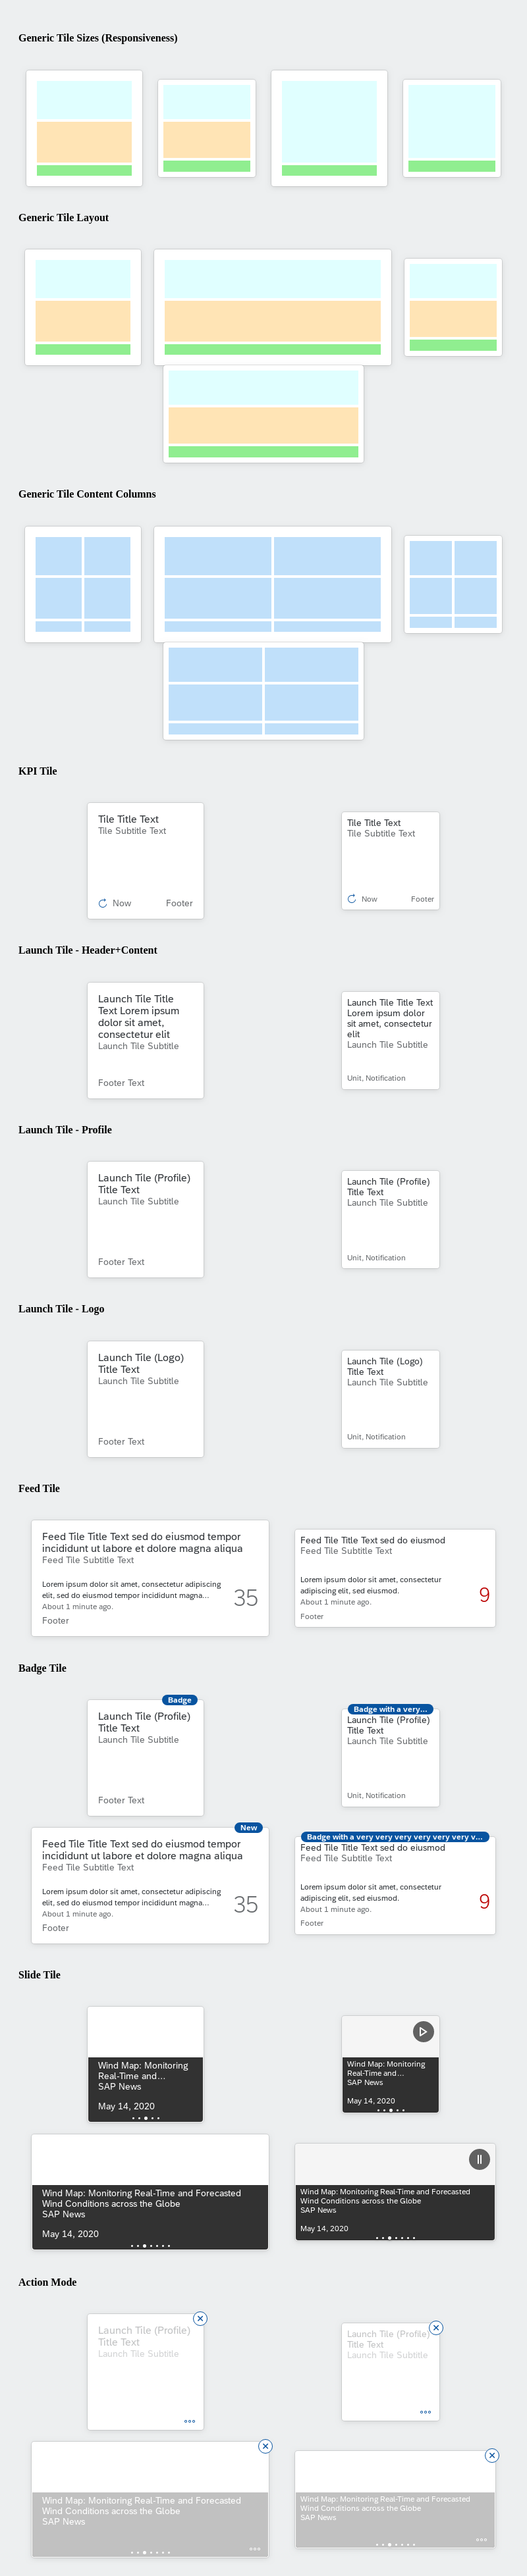 Generic Tile Sizes (Responsiveness)
Generic Tile Layout
Generic Tile Content Columns
KPI Tile
Tile Title Text
Tile Subtitle Text
Now Footer
Tile Title Text
Tile Subtitle Text
Now Footer
Launch Tile - Header+Content
Launch Tile Title
Text Lorem ipsum
dolor sit amet,
consectetur elit
Launch Tile Subtitle
Footer Text
Launch Tile Title Text
Lorem ipsum dolor
sit amet, consectetur
elit
Launch Tile Subtitle
Unit, Notification
Launch Tile - Profile
Launch Tile (Profile)
Title Text
Launch Tile Subtitle
Footer Text
Launch Tile (Profile)
Title Text
Launch Tile Subtitle
Unit, Notification
Launch Tile - Logo
Launch Tile (Logo)
Title Text
Launch Tile Subtitle
Footer Text
Launch Tile (Logo)
Title Text
Launch Tile Subtitle
Unit, Notification
Feed Tile
Feed Tile Title Text sed do eiusmod tempor
incididunt ut labore et dolore magna aliqua
Feed Tile Subtitle Text
Lorem ipsum dolor sit amet, consectetur adipiscing
elit, sed do eiusmod tempor incididunt magna...
About 1 minute ago.
35
Footer
Feed Tile Title Text sed do eiusmod
Feed Tile Subtitle Text
Lorem ipsum dolor sit amet, consectetur
adipiscing elit, sed eiusmod.
About 1 minute ago.
9
Footer
Badge Tile
Badge
Launch Tile (Profile)
Title Text
Launch Tile Subtitle
Footer Text
Badge with a very...
Launch Tile (Profile)
Title Text
Launch Tile Subtitle
Unit, Notification
New
Feed Tile Title Text sed do eiusmod tempor
incididunt ut labore et dolore magna aliqua
Feed Tile Subtitle Text
Lorem ipsum dolor sit amet, consectetur adipiscing
elit, sed do eiusmod tempor incididunt magna...
About 1 minute ago.
35
Footer
Badge with a very very very very very very very v...
Feed Tile Title Text sed do eiusmod
Feed Tile Subtitle Text
Lorem ipsum dolor sit amet, consectetur
adipiscing elit, sed eiusmod.
About 1 minute ago.
9
Footer
Slide Tile
Wind Map: Monitoring
Real-Time and...
SAP News
May 14, 2020
Wind Map: Monitoring
Real-Time and...
SAP News
May 14, 2020
Wind Map: Monitoring Real-Time and Forecasted
Wind Conditions across the Globe
SAP News
May 14, 2020
Wind Map: Monitoring Real-Time and Forecasted
Wind Conditions across the Globe
SAP News
May 14, 2020
Action Mode
Launch Tile (Profile)
Title Text
Launch Tile Subtitle
Launch Tile (Profile)
Title Text
Launch Tile Subtitle
Wind Map: Monitoring Real-Time and Forecasted
Wind Conditions across the Globe
SAP News
Wind Map: Monitoring Real-Time and Forecasted
Wind Conditions across the Globe
SAP News